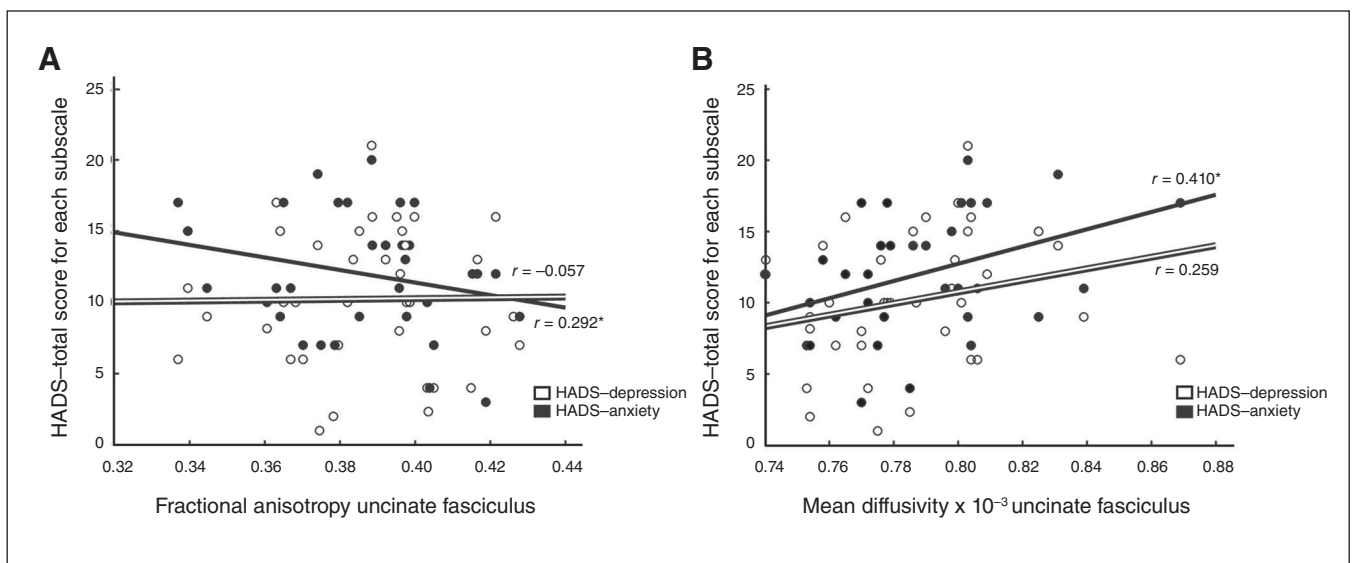 A
HADS–total score for each subscale
25
20
15
10
5
0
r = –0.057
r = 0.292*
HADS–depression
HADS–anxiety
0.32 0.34 0.36 0.38 0.40 0.42 0.44
Fractional anisotropy uncinate fasciculus
B
HADS–total score for each subscale
25
20
15
10
5
0
r = 0.410*
r = 0.259
HADS–depression
HADS–anxiety
0.74 0.76 0.78 0.80 0.82 0.84 0.86 0.88
Mean diffusivity x 10⁻³ uncinate fasciculus